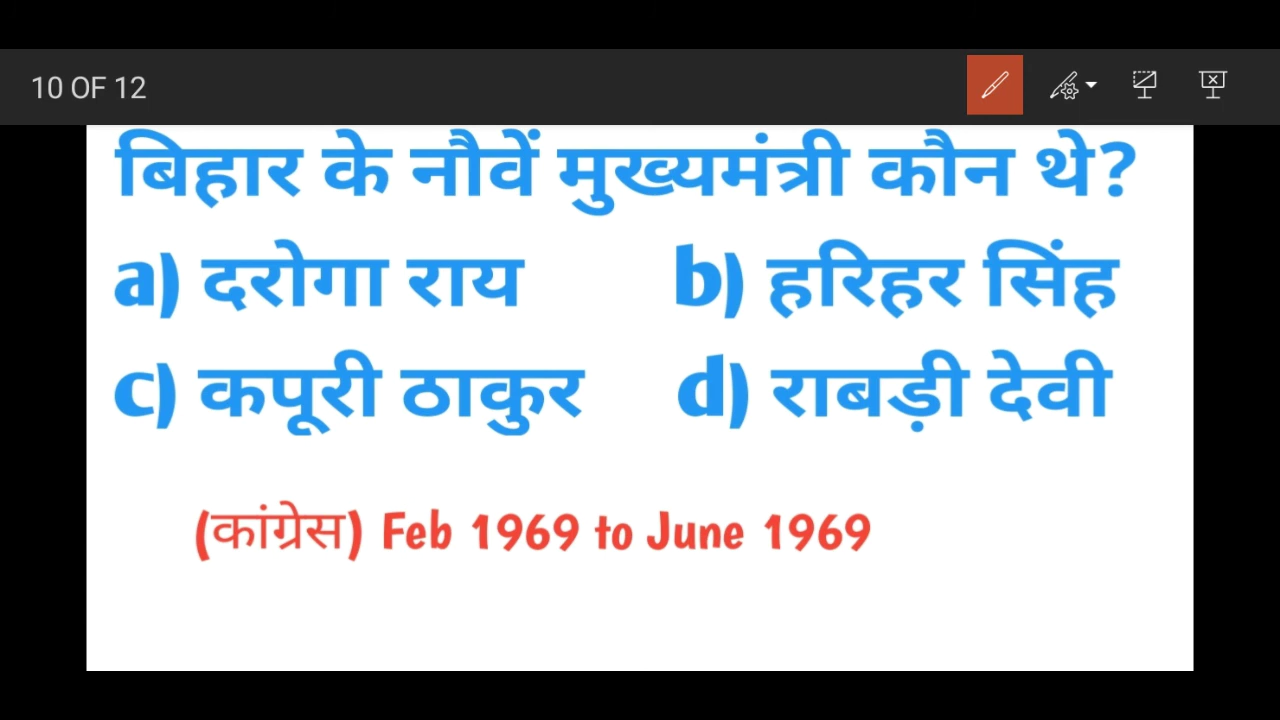 10 OF 12
बिहार के नौवें मुख्यमंत्री कौन थे?
a) दरोगा राय b) हरिहर सिंह
c) कपूरी ठाकुर d) राबड़ी देवी
(कांग्रेस) Feb 1969 to June 1969